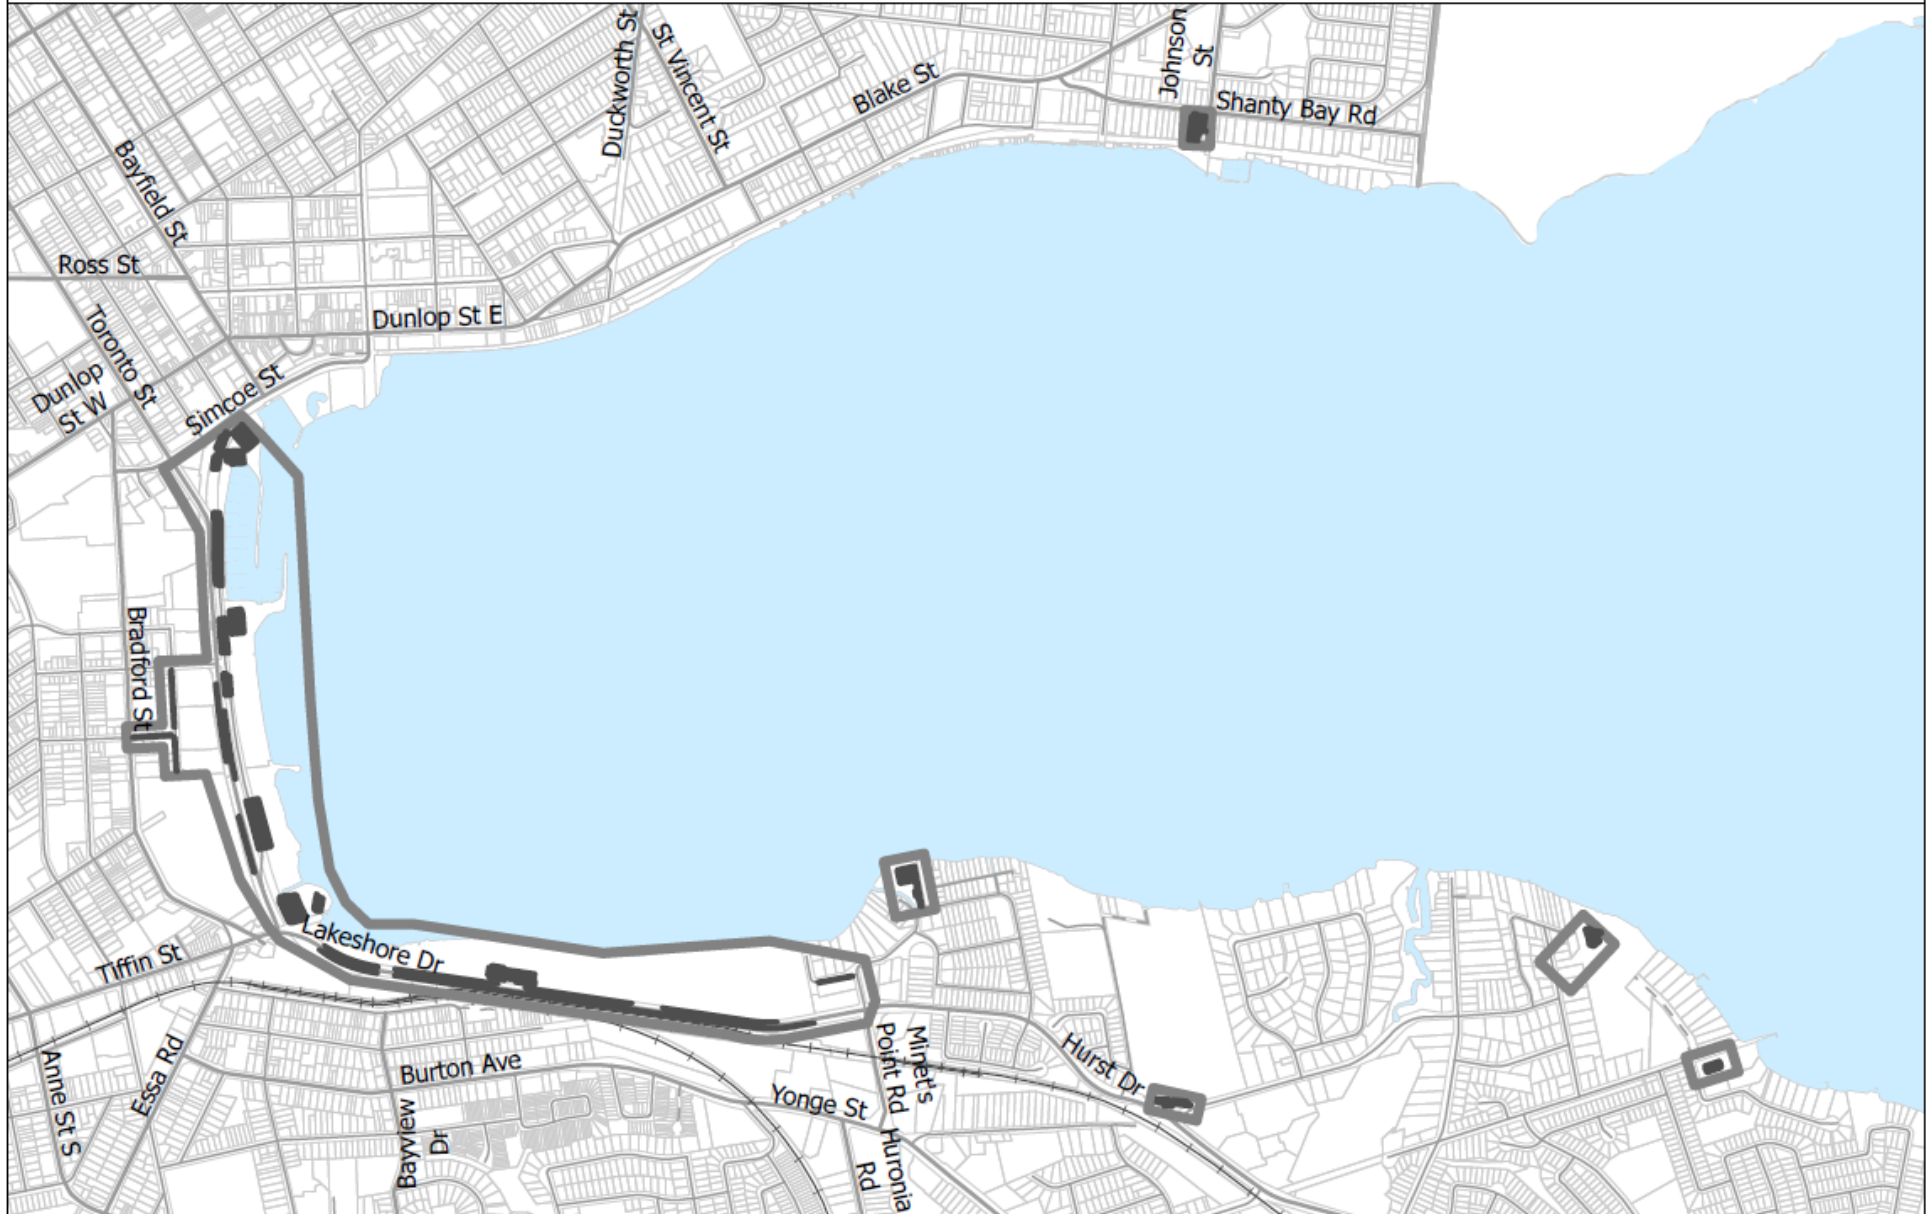 Duckworth St
St Vincent St
Blake St
Johnson
St
Shanty Bay Rd
Bayfield St
Ross St
Toronto St
Dunlop St E
Dunlop
St W
Simcoe St
Bradford St
Lakeshore Dr
Tiffin St
Anne St S
Essa Rd
Burton Ave
Bayview
Dr
Yonge St
Minet's
Point Rd
Huronia
Rd
Hurst Dr